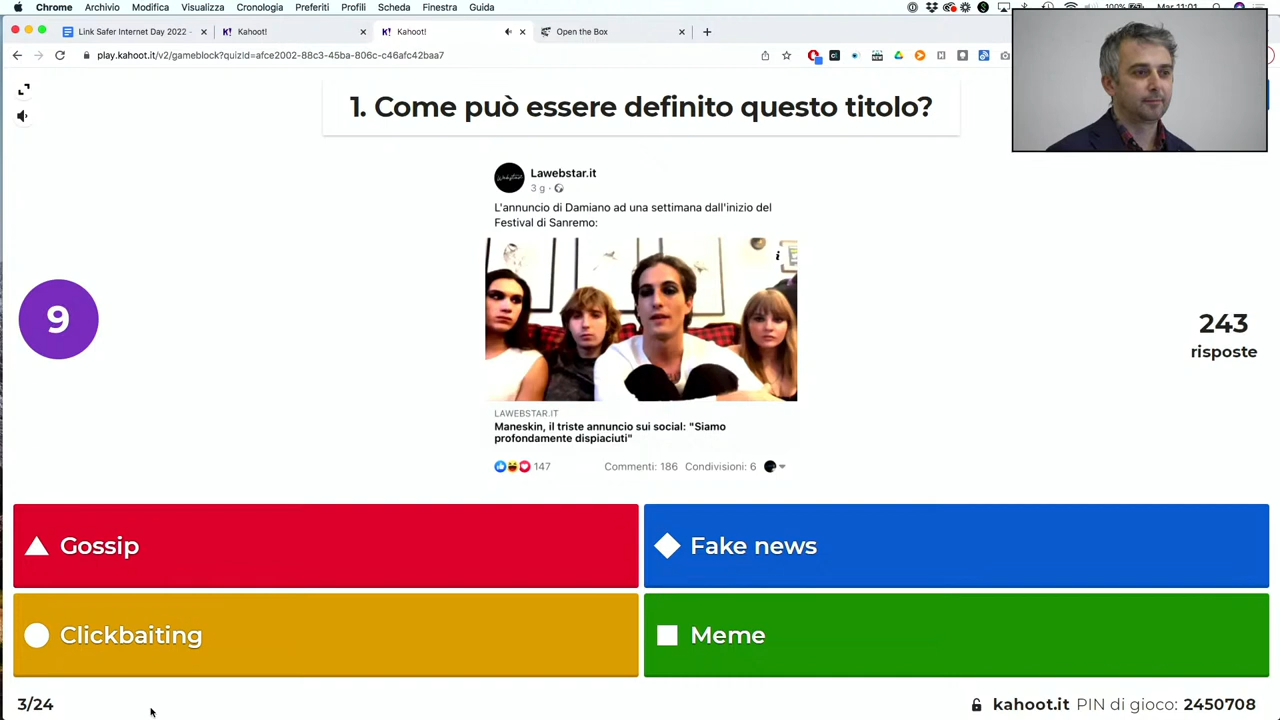 Chrome Archivio Modifica Visualizza Cronologia Preferiti Profili Scheda Finestra Guida
100% Mar 11:01
Link Safer Internet Day 2022 - Kahoot! Kahoot! Open the Box
play.kahoot.it/v2/gameblock?quizId=afce2002-88c3-45ba-806c-c46afc42baa7
1. Come può essere definito questo titolo?
Lawebstar.it
3 g
L'annuncio di Damiano ad una settimana dall'inizio del
Festival di Sanremo:
i
9
243
risposte
LAWEBSTAR.IT
Maneskin, il triste annuncio sui social: "Siamo
profondamente dispiaciuti"
147 Commenti: 186 Condivisioni: 6
Gossip
Fake news
Clickbaiting
Meme
3/24
kahoot.it PIN di gioco: 2450708